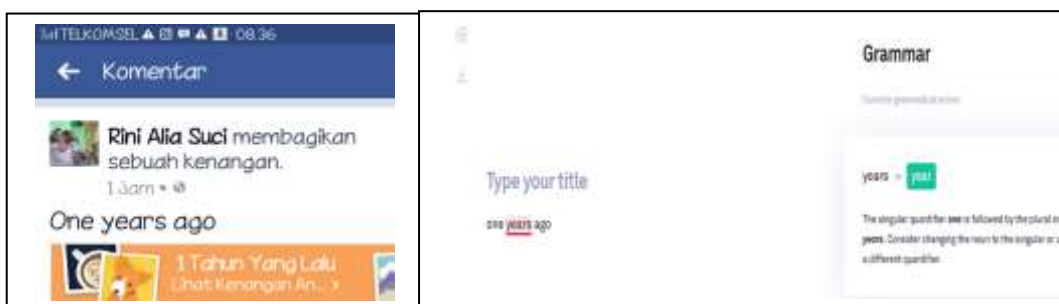 TELKOMSEL 08.36
← Komentar
Rini Alia Suci membagikan
sebuah kenangan.
1 Jam
One years ago
1 Tahun Yang Lalu
Lihat Kenangan An... >
Grammar
Type your title
one years ago
years → year
The singular quantifier one is followed by the plural
years. Consider changing the noun to the singular or
a different quantifier.